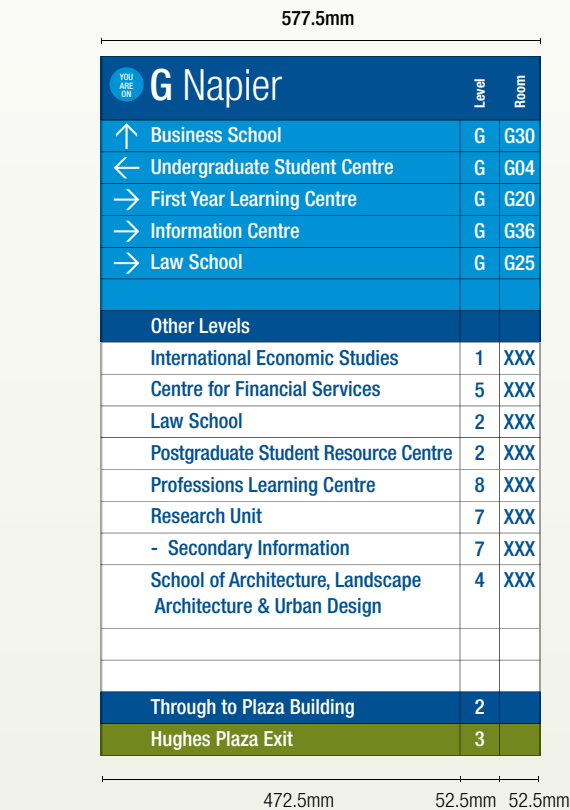 577.5mm
YOU
ARE
ON
G Napier Level Room
Business School G G30
Undergraduate Student Centre G G04
First Year Learning Centre G G20
Information Centre G G36
Law School G G25
Other Levels
International Economic Studies 1 XXX
Centre for Financial Services 5 XXX
Law School 2 XXX
Postgraduate Student Resource Centre 2 XXX
Professions Learning Centre 8 XXX
Research Unit 7 XXX
- Secondary Information 7 XXX
School of Architecture, Landscape 4 XXX
Architecture & Urban Design
Through to Plaza Building 2
Hughes Plaza Exit 3
472.5mm 52.5mm 52.5mm